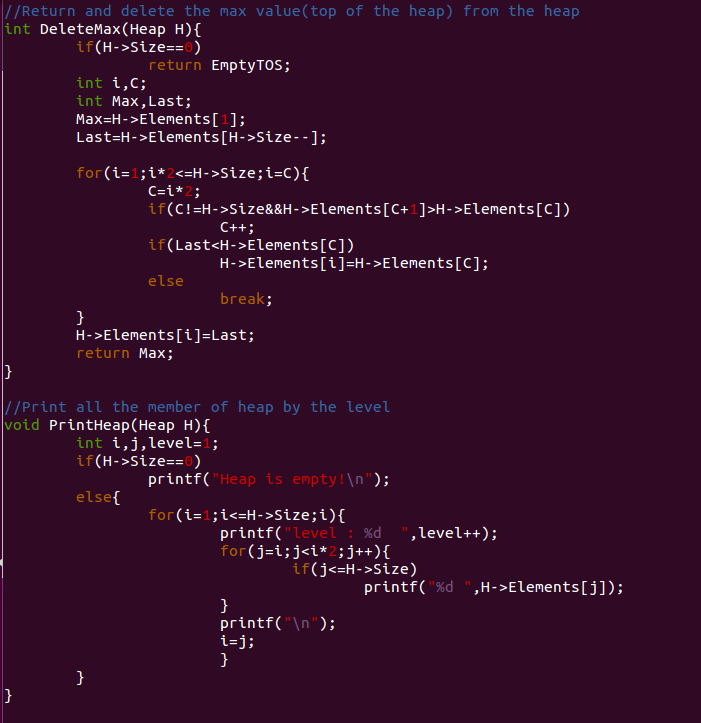 //Return and delete the max value(top of the heap) from the heap
int DeleteMax(Heap H){
        if(H->Size==0)
                return EmptyTOS;
        int i,C;
        int Max,Last;
        Max=H->Elements[1];
        Last=H->Elements[H->Size--];

        for(i=1;i*2<=H->Size;i=C){
                C=i*2;
                if(C!=H->Size&&H->Elements[C+1]>H->Elements[C])
                        C++;
                if(Last<H->Elements[C])
                        H->Elements[i]=H->Elements[C];
                else
                        break;
        }
        H->Elements[i]=Last;
        return Max;
}

//Print all the member of heap by the level
void PrintHeap(Heap H){
        int i,j,level=1;
        if(H->Size==0)
                printf("Heap is empty!\n");
        else{
                for(i=1;i<=H->Size;i){
                        printf("level : %d  ",level++);
                        for(j=i;j<i*2;j++){
                                if(j<=H->Size)
                                        printf("%d ",H->Elements[j]);
                        }
                        printf("\n");
                        i=j;
                        }
        }
}